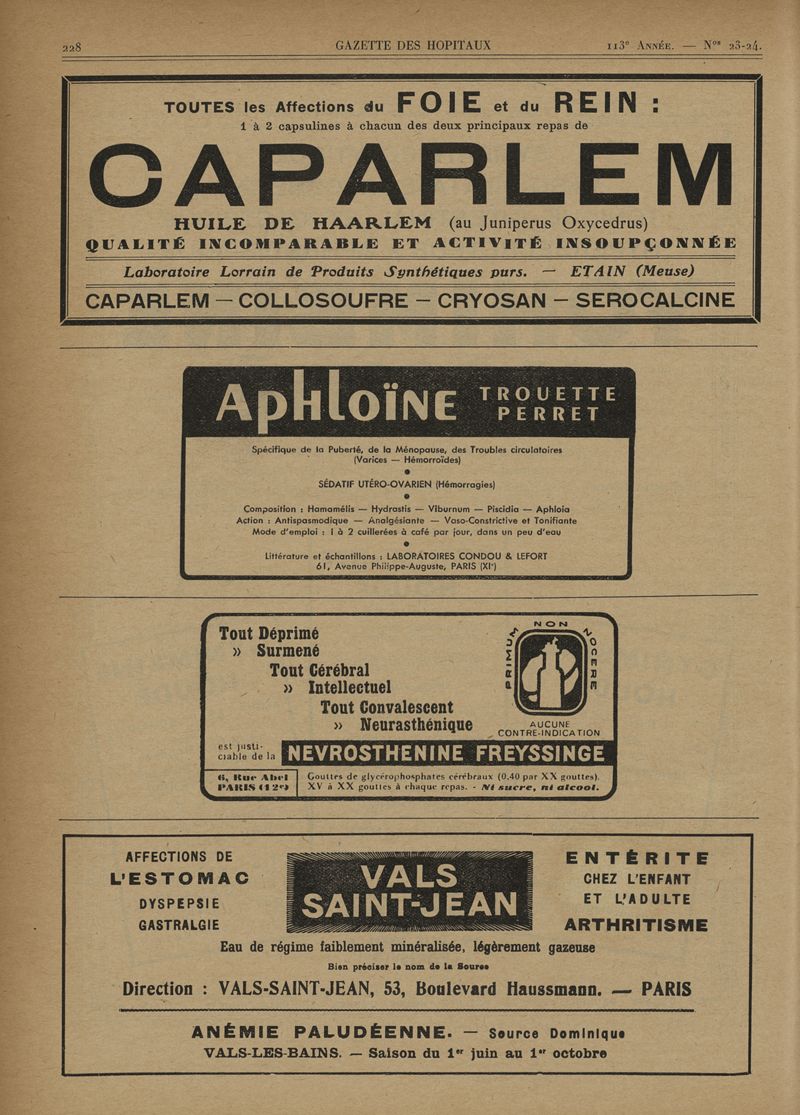 228 GAZETTE DES HOPITAUX 113e ANNÉE. — Nos 23-24.
TOUTES les Affections du FOIE et du REIN :
1 à 2 capsulines à chacun des deux principaux repas de
CAPARLEM
HUILE DE HAARLEM (au Juniperus Oxycedrus)
QUALITÉ INCOMPARABLE ET ACTIVITÉ INSOUPÇONNÉE
Laboratoire Lorrain de Produits Synthétiques purs. — ETAIN (Meuse)
CAPARLEM — COLLOSOUFRE — CRYOSAN — SEROCALCINE
Aphloïne TROUETTE
PERRET
Spécifique de la Puberté, de la Ménopause, des Troubles circulatoires
(Varices — Hémorroïdes)
SÉDATIF UTÉRO-OVARIEN (Hémorragies)
Composition : Hamamélis — Hydrastis — Viburnum — Piscidia — Aphloia
Action : Antispasmodique — Analgésiante — Vaso-Constrictive et Tonifiante
Mode d'emploi : 1 à 2 cuillerées à café par jour, dans un peu d'eau
Littérature et échantillons : LABORATOIRES CONDOU & LEFORT
61, Avenue Philippe-Auguste, PARIS (XIe)
Tout Déprimé
» Surmené
Tout Cérébral
» Intellectuel
Tout Convalescent
» Neurasthénique
PRIMUM NON NOCERE
AUCUNE
CONTRE-INDICATION
est justi-
ciable de la NEVROSTHENINE FREYSSINGE
6, Rue Abel
PARIS (12e)
Gouttes de glycérophosphates cérébraux (0.40 par XX gouttes).
XV à XX gouttes à chaque repas. - Ni sucre, ni alcool.
AFFECTIONS DE
L'ESTOMAC
DYSPEPSIE
GASTRALGIE
VALS
SAINT-JEAN
ENTÉRITE
CHEZ L'ENFANT
ET L'ADULTE
ARTHRITISME
Eau de régime faiblement minéralisée, légèrement gazeuse
Bien préciser le nom de la Source
Direction : VALS-SAINT-JEAN, 53, Boulevard Haussmann. — PARIS
ANÉMIE PALUDÉENNE. — Source Dominique
VALS-LES-BAINS. — Saison du 1er juin au 1er octobre